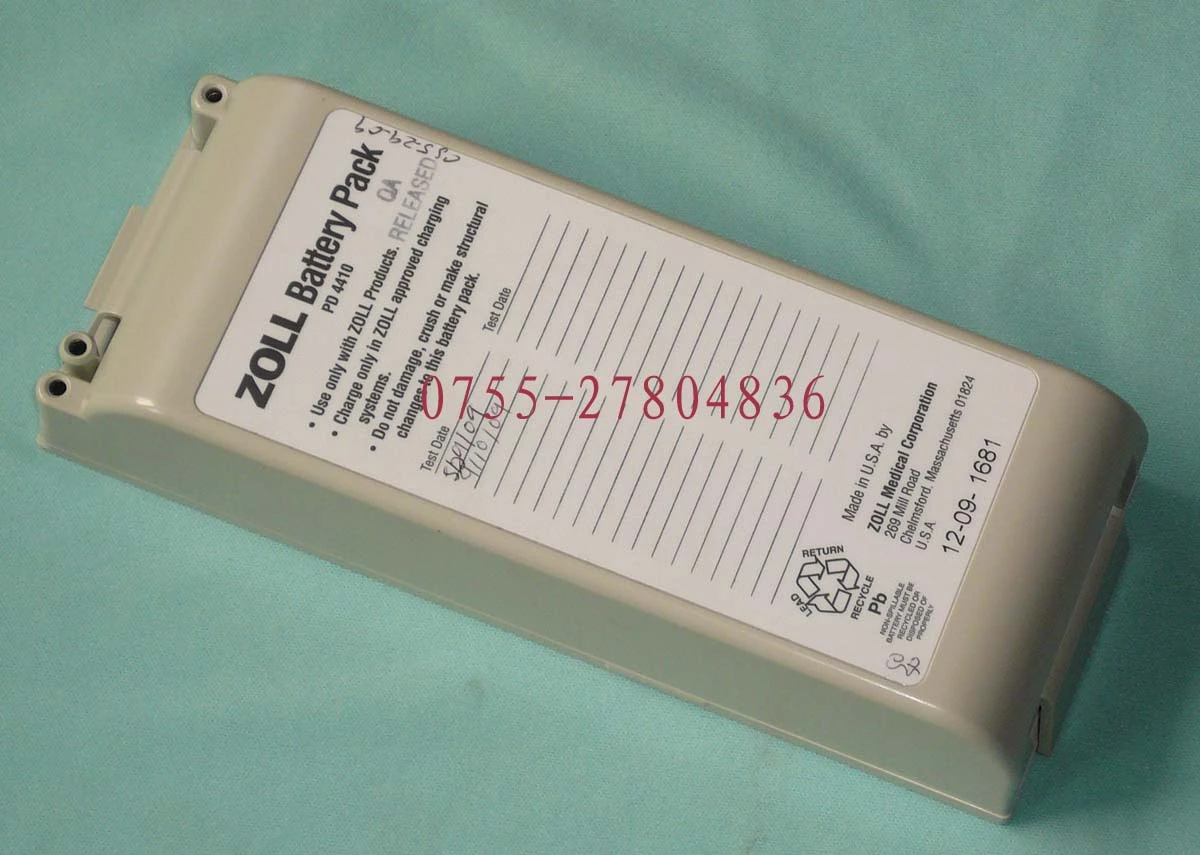 ZOLL Battery Pack
PD 4410
QA
RELEASED
• Use only with ZOLL Products.
• Charge only in ZOLL approved charging
systems.
• Do not damage, crush or make structural
changes to this battery pack.
Test Date
Test Date
0755-27804836
Made in U.S.A. by
ZOLL Medical Corporation
269 Mill Road
Chelmsford, Massachusetts 01824
U.S.A.
12-09- 1681
RETURN
LEAD
RECYCLE
Pb
NON-SPILLABLE
BATTERY MUST BE
RECYCLED OR
DISPOSED OF
PROPERLY